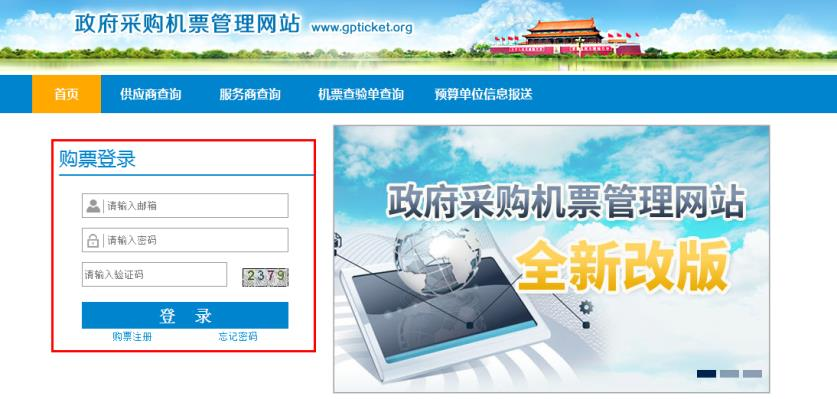 政府采购机票管理网站 www.gpticket.org
首页 供应商查询 服务商查询 机票查验单查询 预算单位信息报送
购票登录
请输入邮箱
请输入密码
请输入验证码 2379
登 录
购票注册 忘记密码
政府采购机票管理网站
全新改版